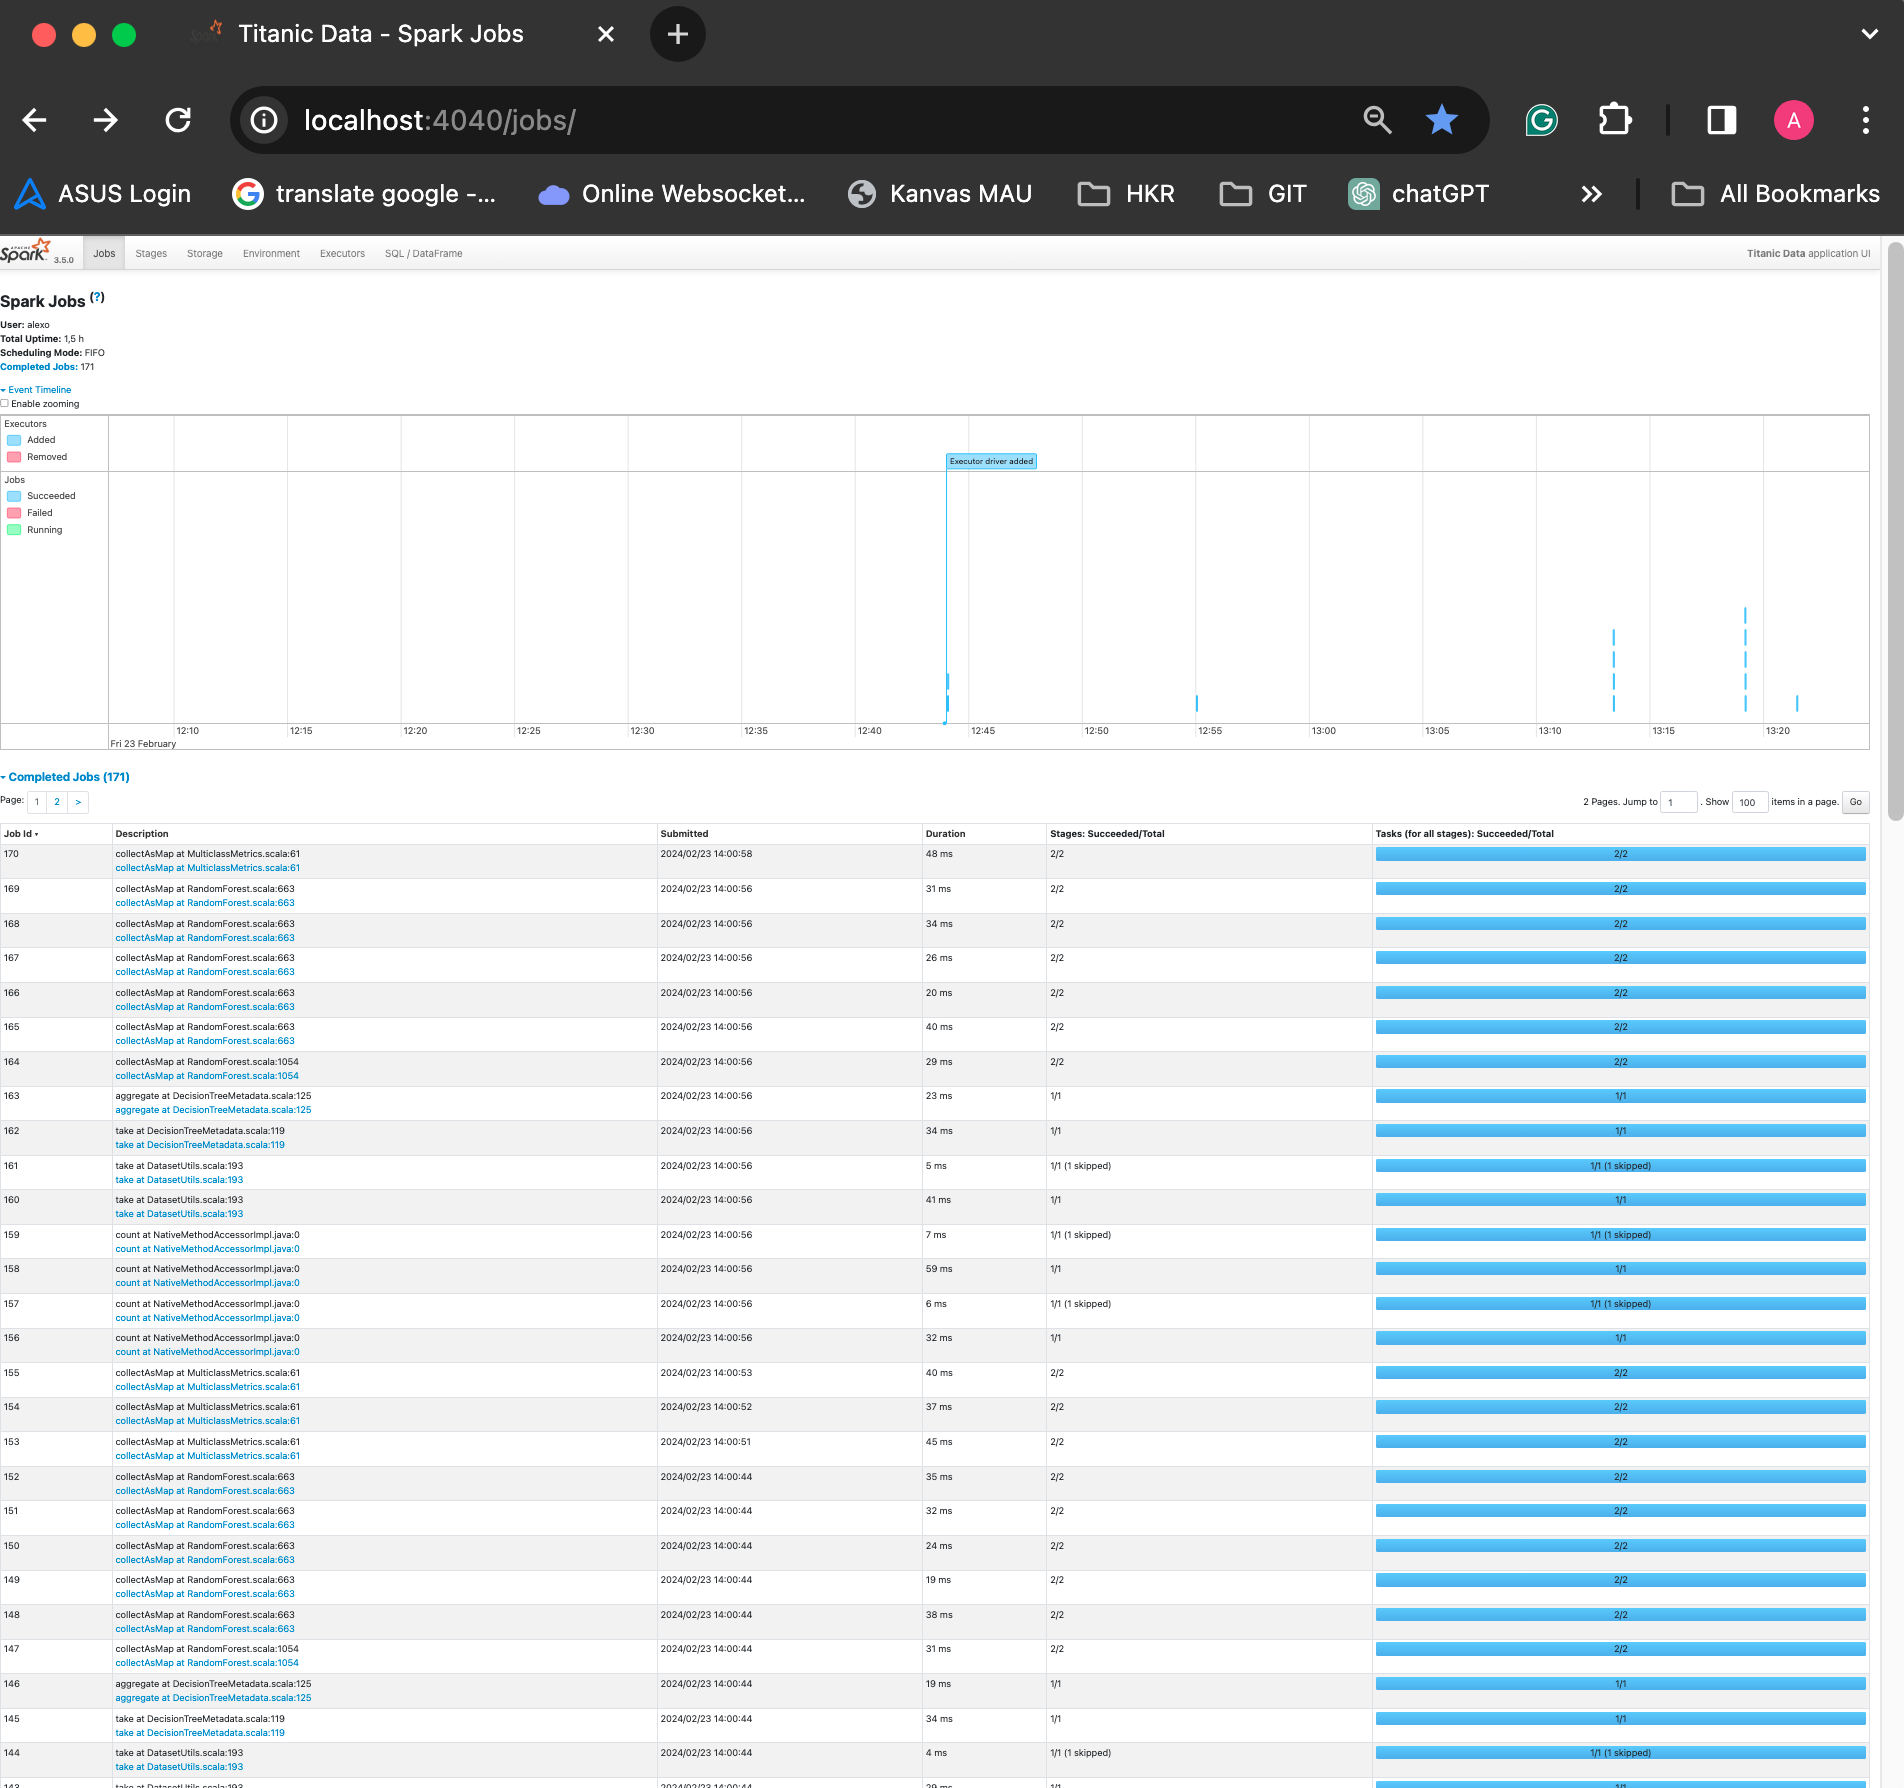 Titanic Data - Spark Jobs
localhost:4040/jobs/
A
ASUS Login
translate google -...
Online Websocket...
Kanvas MAU
HKR
GIT
chatGPT
All Bookmarks
APACHE Spark 3.5.0
Jobs
Stages
Storage
Environment
Executors
SQL / DataFrame
Titanic Data application UI
Spark Jobs (?)
User: alexo
Total Uptime: 1,5 h
Scheduling Mode: FIFO
Completed Jobs: 171
Event Timeline
Enable zooming
Executors
Added
Removed
Executor driver added
Jobs
Succeeded
Failed
Running
12:10 12:15 12:20 12:25 12:30 12:35 12:40 12:45 12:50 12:55 13:00 13:05 13:10 13:15 13:20
Fri 23 February
Completed Jobs (171)
Page: 1 2 > 2 Pages. Jump to 1 . Show 100 items in a page. Go
Job Id Description Submitted Duration Stages: Succeeded/Total Tasks (for all stages): Succeeded/Total
170 collectAsMap at MulticlassMetrics.scala:61 2024/02/23 14:00:58 48 ms 2/2 2/2
collectAsMap at MulticlassMetrics.scala:61
169 collectAsMap at RandomForest.scala:663 2024/02/23 14:00:56 31 ms 2/2 2/2
collectAsMap at RandomForest.scala:663
168 collectAsMap at RandomForest.scala:663 2024/02/23 14:00:56 34 ms 2/2 2/2
collectAsMap at RandomForest.scala:663
167 collectAsMap at RandomForest.scala:663 2024/02/23 14:00:56 26 ms 2/2 2/2
collectAsMap at RandomForest.scala:663
166 collectAsMap at RandomForest.scala:663 2024/02/23 14:00:56 20 ms 2/2 2/2
collectAsMap at RandomForest.scala:663
165 collectAsMap at RandomForest.scala:663 2024/02/23 14:00:56 40 ms 2/2 2/2
collectAsMap at RandomForest.scala:663
164 collectAsMap at RandomForest.scala:1054 2024/02/23 14:00:56 29 ms 2/2 2/2
collectAsMap at RandomForest.scala:1054
163 aggregate at DecisionTreeMetadata.scala:125 2024/02/23 14:00:56 23 ms 1/1 1/1
aggregate at DecisionTreeMetadata.scala:125
162 take at DecisionTreeMetadata.scala:119 2024/02/23 14:00:56 34 ms 1/1 1/1
take at DecisionTreeMetadata.scala:119
161 take at DatasetUtils.scala:193 2024/02/23 14:00:56 5 ms 1/1 (1 skipped) 1/1 (1 skipped)
take at DatasetUtils.scala:193
160 take at DatasetUtils.scala:193 2024/02/23 14:00:56 41 ms 1/1 1/1
take at DatasetUtils.scala:193
159 count at NativeMethodAccessorImpl.java:0 2024/02/23 14:00:56 7 ms 1/1 (1 skipped) 1/1 (1 skipped)
count at NativeMethodAccessorImpl.java:0
158 count at NativeMethodAccessorImpl.java:0 2024/02/23 14:00:56 59 ms 1/1 1/1
count at NativeMethodAccessorImpl.java:0
157 count at NativeMethodAccessorImpl.java:0 2024/02/23 14:00:56 6 ms 1/1 (1 skipped) 1/1 (1 skipped)
count at NativeMethodAccessorImpl.java:0
156 count at NativeMethodAccessorImpl.java:0 2024/02/23 14:00:56 32 ms 1/1 1/1
count at NativeMethodAccessorImpl.java:0
155 collectAsMap at MulticlassMetrics.scala:61 2024/02/23 14:00:53 40 ms 2/2 2/2
collectAsMap at MulticlassMetrics.scala:61
154 collectAsMap at MulticlassMetrics.scala:61 2024/02/23 14:00:52 37 ms 2/2 2/2
collectAsMap at MulticlassMetrics.scala:61
153 collectAsMap at MulticlassMetrics.scala:61 2024/02/23 14:00:51 45 ms 2/2 2/2
collectAsMap at MulticlassMetrics.scala:61
152 collectAsMap at RandomForest.scala:663 2024/02/23 14:00:44 35 ms 2/2 2/2
collectAsMap at RandomForest.scala:663
151 collectAsMap at RandomForest.scala:663 2024/02/23 14:00:44 32 ms 2/2 2/2
collectAsMap at RandomForest.scala:663
150 collectAsMap at RandomForest.scala:663 2024/02/23 14:00:44 24 ms 2/2 2/2
collectAsMap at RandomForest.scala:663
149 collectAsMap at RandomForest.scala:663 2024/02/23 14:00:44 19 ms 2/2 2/2
collectAsMap at RandomForest.scala:663
148 collectAsMap at RandomForest.scala:663 2024/02/23 14:00:44 38 ms 2/2 2/2
collectAsMap at RandomForest.scala:663
147 collectAsMap at RandomForest.scala:1054 2024/02/23 14:00:44 31 ms 2/2 2/2
collectAsMap at RandomForest.scala:1054
146 aggregate at DecisionTreeMetadata.scala:125 2024/02/23 14:00:44 19 ms 1/1 1/1
aggregate at DecisionTreeMetadata.scala:125
145 take at DecisionTreeMetadata.scala:119 2024/02/23 14:00:44 34 ms 1/1 1/1
take at DecisionTreeMetadata.scala:119
144 take at DatasetUtils.scala:193 2024/02/23 14:00:44 4 ms 1/1 (1 skipped) 1/1 (1 skipped)
take at DatasetUtils.scala:193
143 take at DatasetUtils.scala:193 2024/02/23 14:00:44 29 ms 1/1 1/1